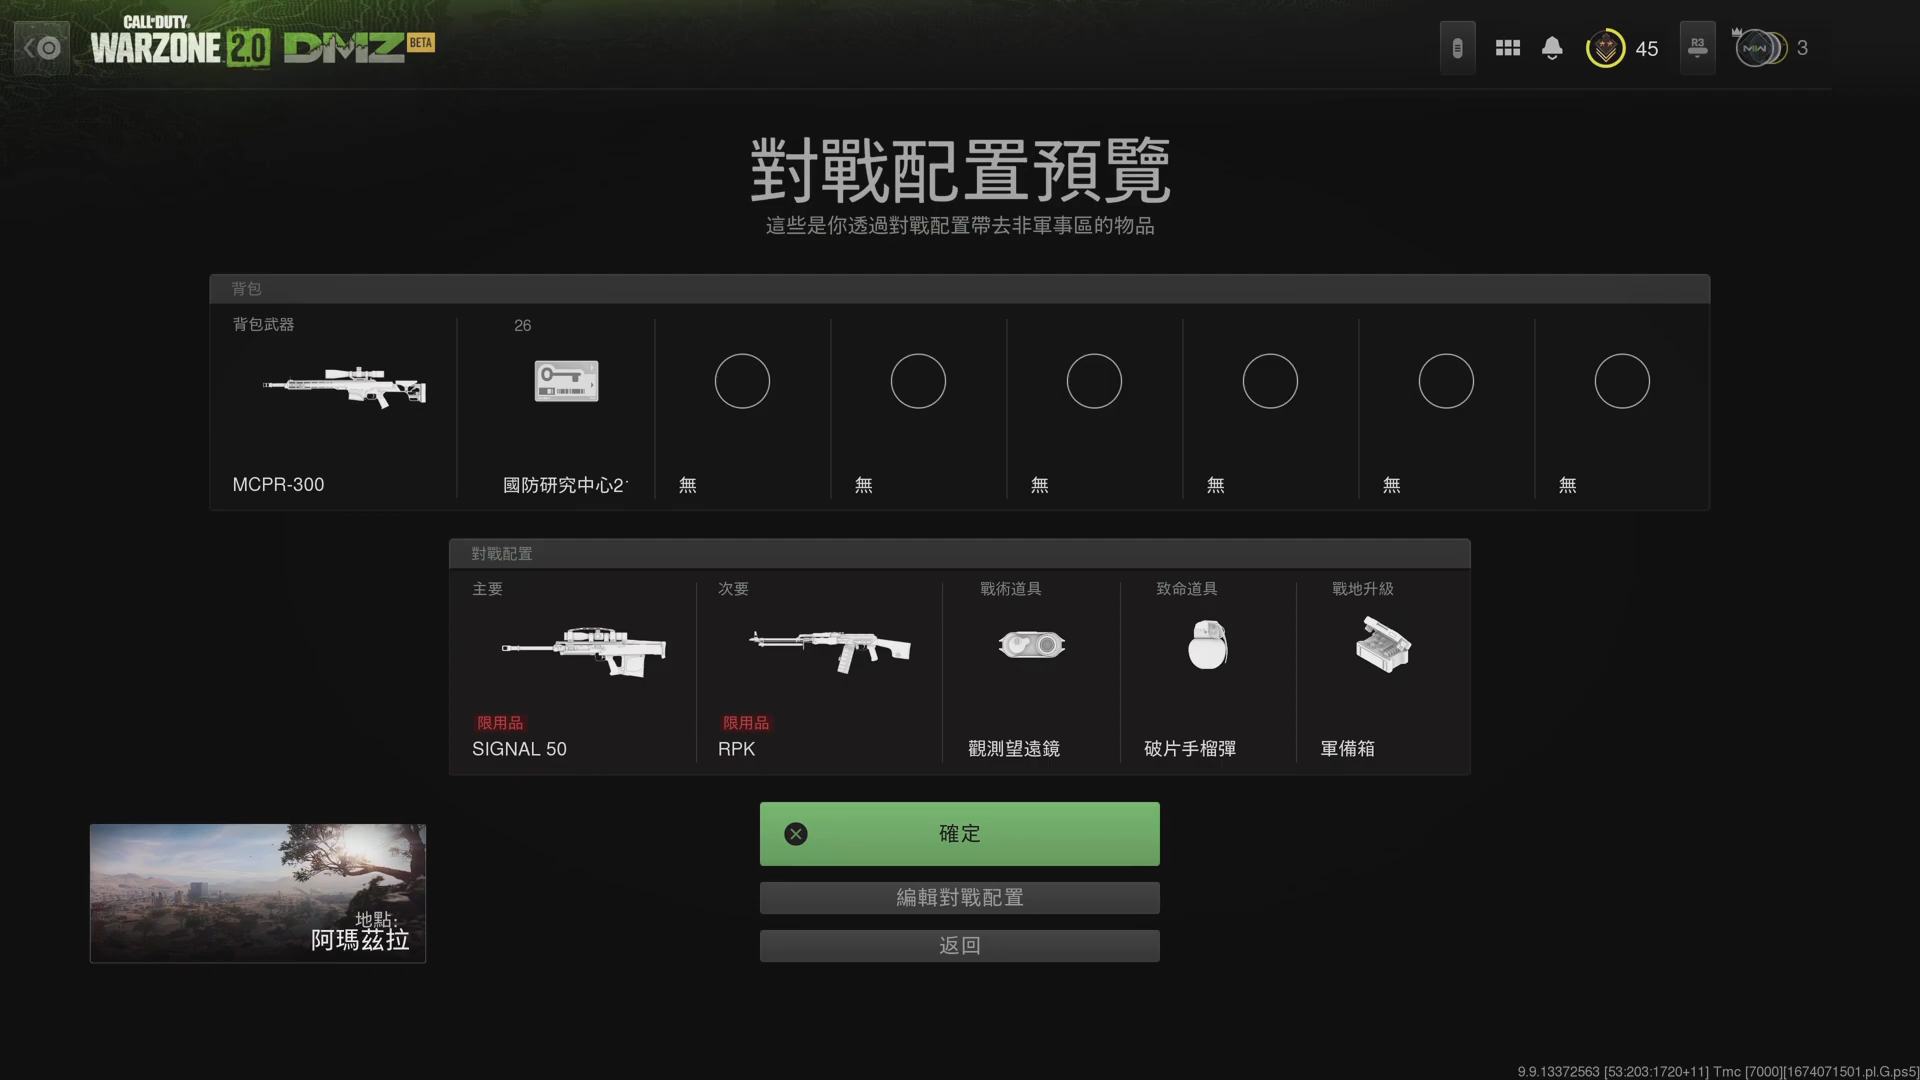 CALL OF DUTY
WARZONE 2.0 DMZ BETA
45
R3
MW
3
對戰配置預覽
這些是你透過對戰配置帶去非軍事區的物品
背包
背包武器
26
MCPR-300
國防研究中心2
無
無
無
無
無
無
對戰配置
主要
次要
戰術道具
致命道具
戰地升級
限用品
限用品
SIGNAL 50
RPK
觀測望遠鏡
破片手榴彈
軍備箱
確定
編輯對戰配置
返回
地點:
阿瑪茲拉
9.9.13372563 [53:203:1720+11] Tmc [7000][1674071501.pl.G.ps5]